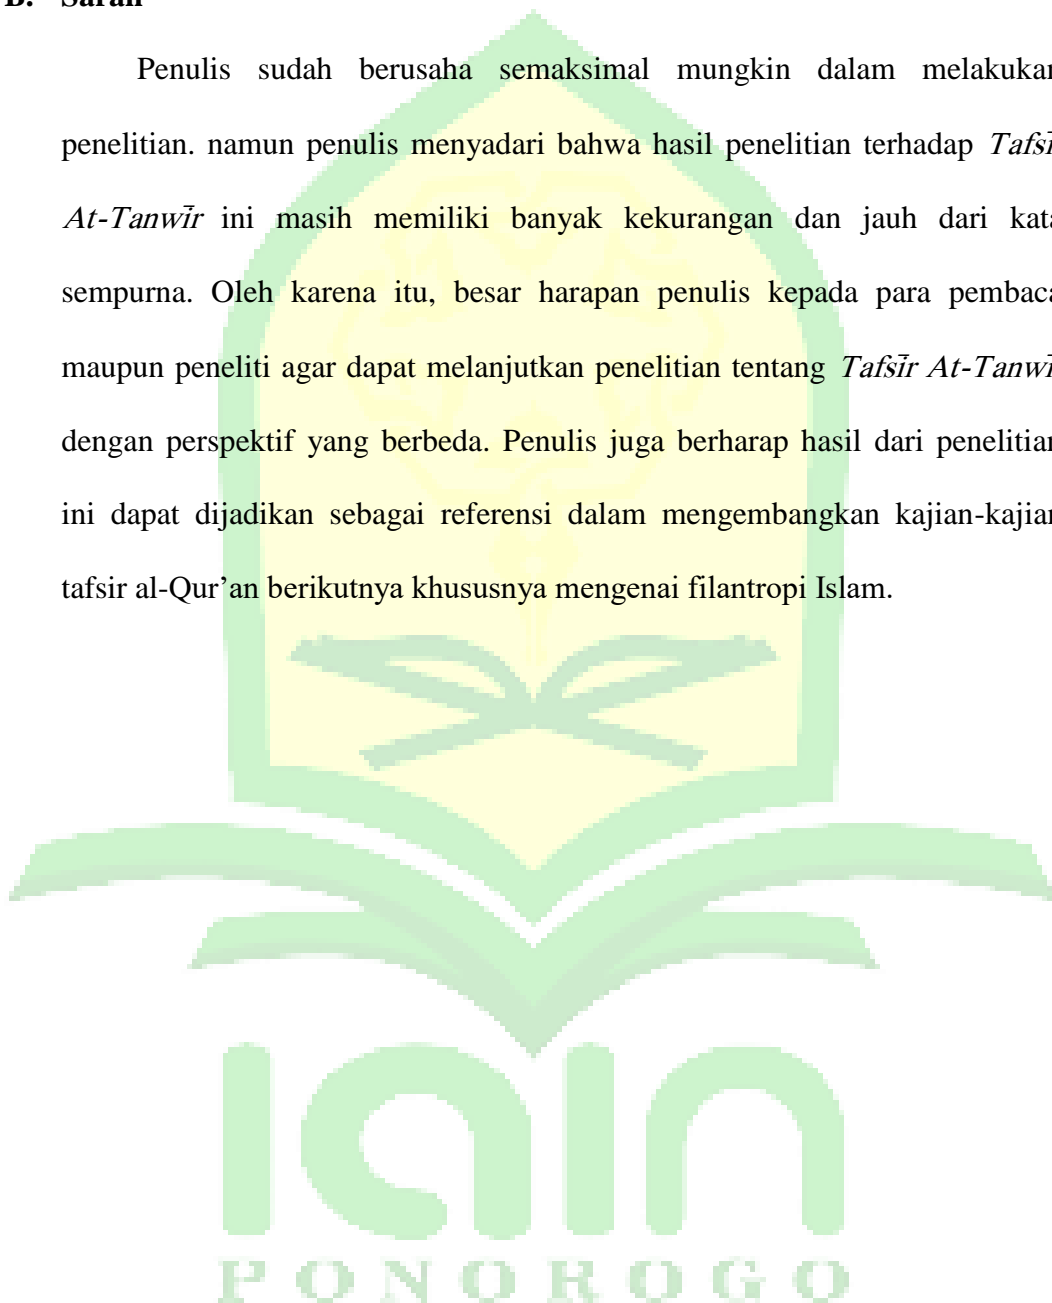 B. Saran
Penulis sudah berusaha semaksimal mungkin dalam melakukan
penelitian. namun penulis menyadari bahwa hasil penelitian terhadap Tafsīr
At-Tanwīr ini masih memiliki banyak kekurangan dan jauh dari kata
sempurna. Oleh karena itu, besar harapan penulis kepada para pembaca
maupun peneliti agar dapat melanjutkan penelitian tentang Tafsīr At-Tanwīr
dengan perspektif yang berbeda. Penulis juga berharap hasil dari penelitian
ini dapat dijadikan sebagai referensi dalam mengembangkan kajian-kajian
tafsir al-Qur’an berikutnya khususnya mengenai filantropi Islam.
iain
PONOROGO